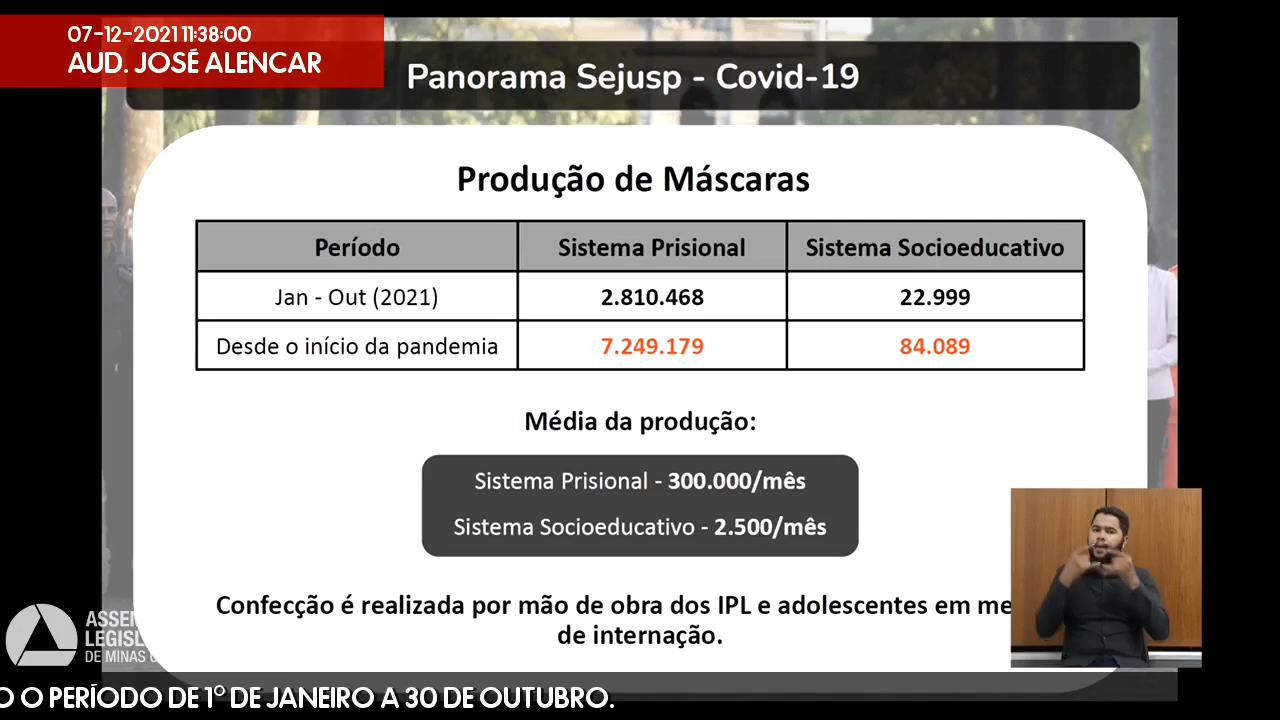 07-12-2021 11:38:00
AUD. JOSÉ ALENCAR
Panorama Sejusp - Covid-19
Produção de Máscaras
Período Sistema Prisional Sistema Socioeducativo
Jan - Out (2021) 2.810.468 22.999
Desde o início da pandemia 7.249.179 84.089
Média da produção:
Sistema Prisional - 300.000/mês
Sistema Socioeducativo - 2.500/mês
Confecção é realizada por mão de obra dos IPL e adolescentes em me
de internação.
ASSEM
LEGISL
DE MINAS G
O O PERÍODO DE 1º DE JANEIRO A 30 DE OUTUBRO.